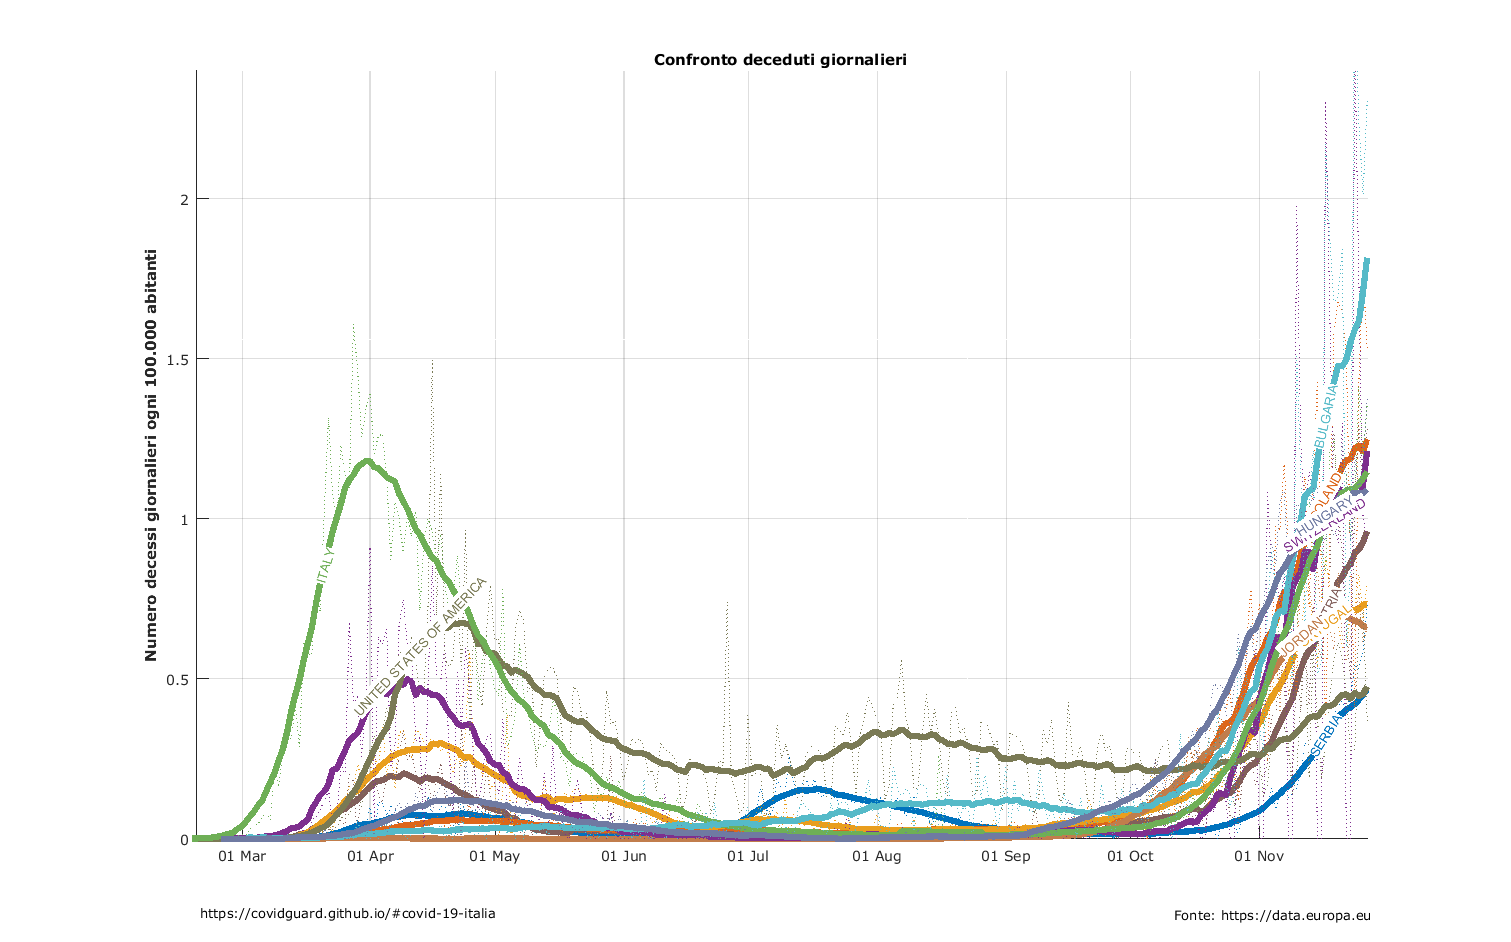 Confronto deceduti giornalieri
Numero decessi giornalieri ogni 100.000 abitanti
2
1.5
1
0.5
0
ITALY
UNITED STATES OF AMERICA
BULGARIA
HUNGARY
SWITZERLAND
JORDAN
SERBIA
01 Mar
01 Apr
01 May
01 Jun
01 Jul
01 Aug
01 Sep
01 Oct
01 Nov
https://covidguard.github.io/#covid-19-italia
Fonte: https://data.europa.eu